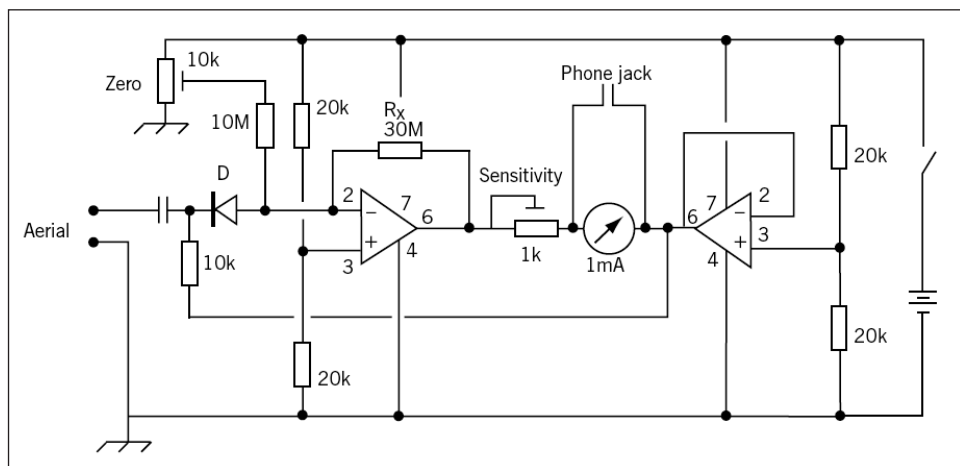 10k
Zero
10M
20k
Rx
30M
Phone jack
Sensitivity
D
2
7
6
3
4
1k
1mA
6
7
2
3
4
20k
Aerial
10k
20k
20k
−
+
−
+